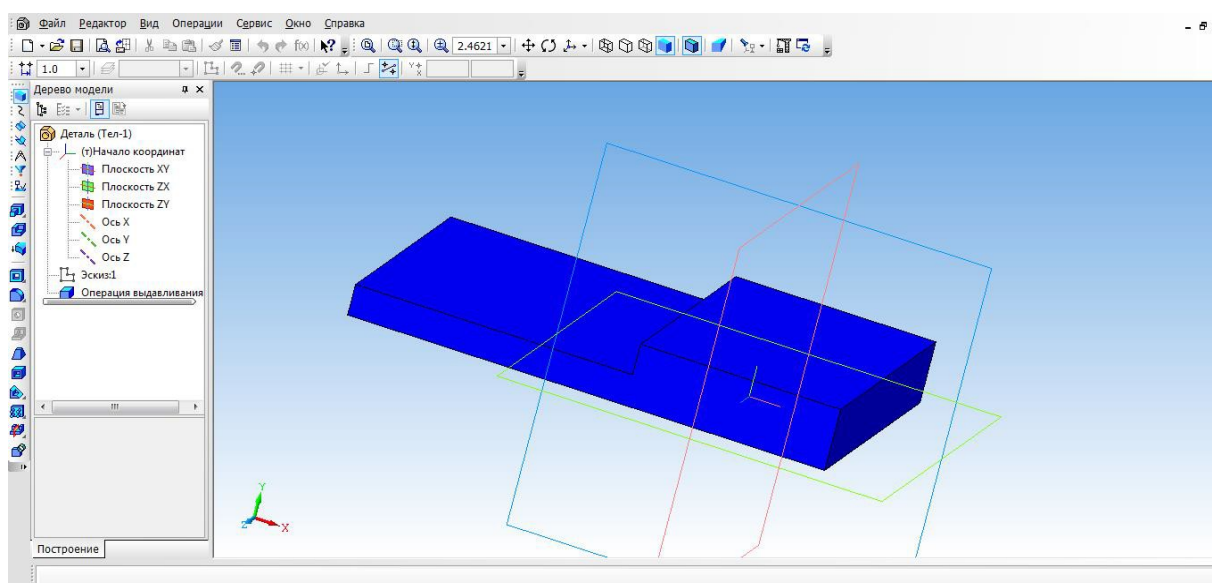 Файл Редактор Вид Операции Сервис Окно Справка
2.4621
1.0
Дерево модели
Деталь (Тел-1)
(т)Начало координат
Плоскость XY
Плоскость ZX
Плоскость ZY
Ось X
Ось Y
Ось Z
Эскиз:1
Операция выдавливания
Y
Z X
Построение